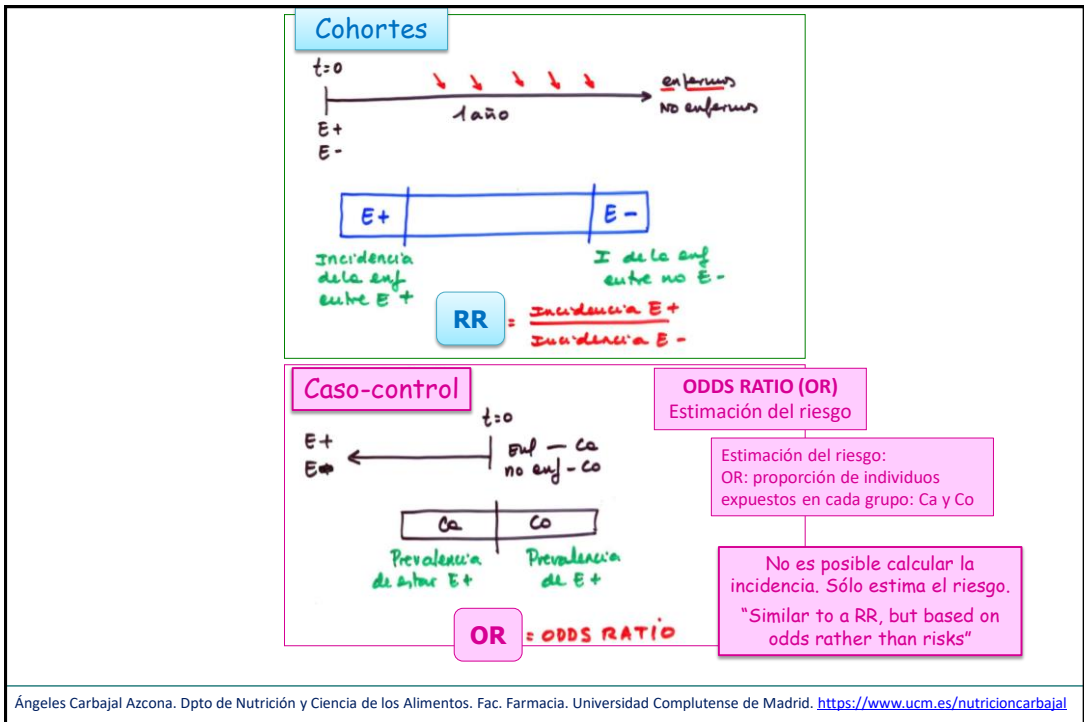 Cohortes
t=0
enfermos
NO enfermos
1 año
E+
E-
E+
E-
Incidencia
de la enf
entre E+
I de la enf
entre no E-
RR = Incidencia E+
Incidencia E-
Caso-control
ODDS RATIO (OR)
Estimación del riesgo
t=0
E+
E
Enf - Ca
no enf - Co
Estimación del riesgo:
OR: proporción de individuos
expuestos en cada grupo: Ca y Co
Ca
Co
Prevalencia
de estar E+
Prevalencia
de E+
No es posible calcular la
incidencia. Sólo estima el riesgo.
“Similar to a RR, but based on
odds rather than risks”
OR = ODDS RATIO
Ángeles Carbajal Azcona. Dpto de Nutrición y Ciencia de los Alimentos. Fac. Farmacia. Universidad Complutense de Madrid. https://www.ucm.es/nutricioncarbajal